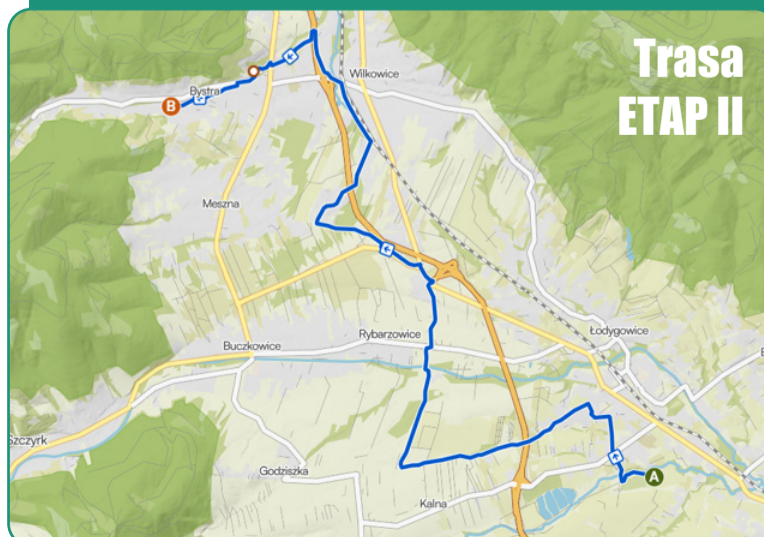 Trasa
ETAP II
Wilkowice
Bystra
B
Meszna
Rybarzowice
Łodygowice
Buczkowice
Szczyrk
Godziszka
Kalna
A